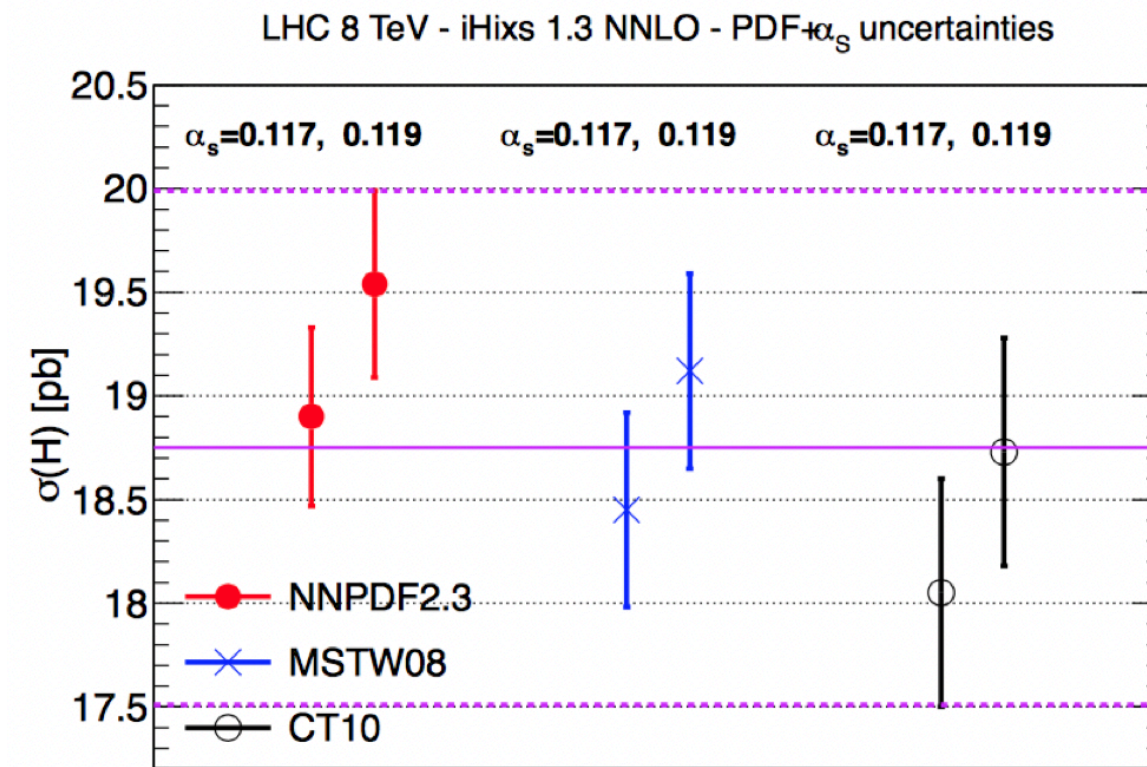 LHC 8 TeV - iHixs 1.3 NNLO - PDF+αS uncertainties
20.5
αs=0.117, 0.119 αs=0.117, 0.119 αs=0.117, 0.119
20
19.5
19
18.5
18
17.5
σ(H) [pb]
NNPDF2.3
MSTW08
CT10